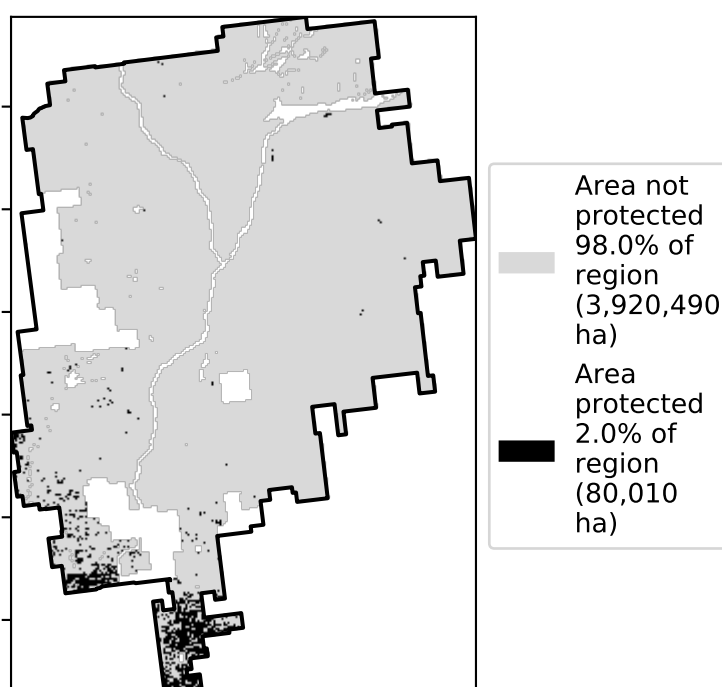 Area not
protected
98.0% of
region
(3,920,490
ha)
Area
protected
2.0% of
region
(80,010
ha)